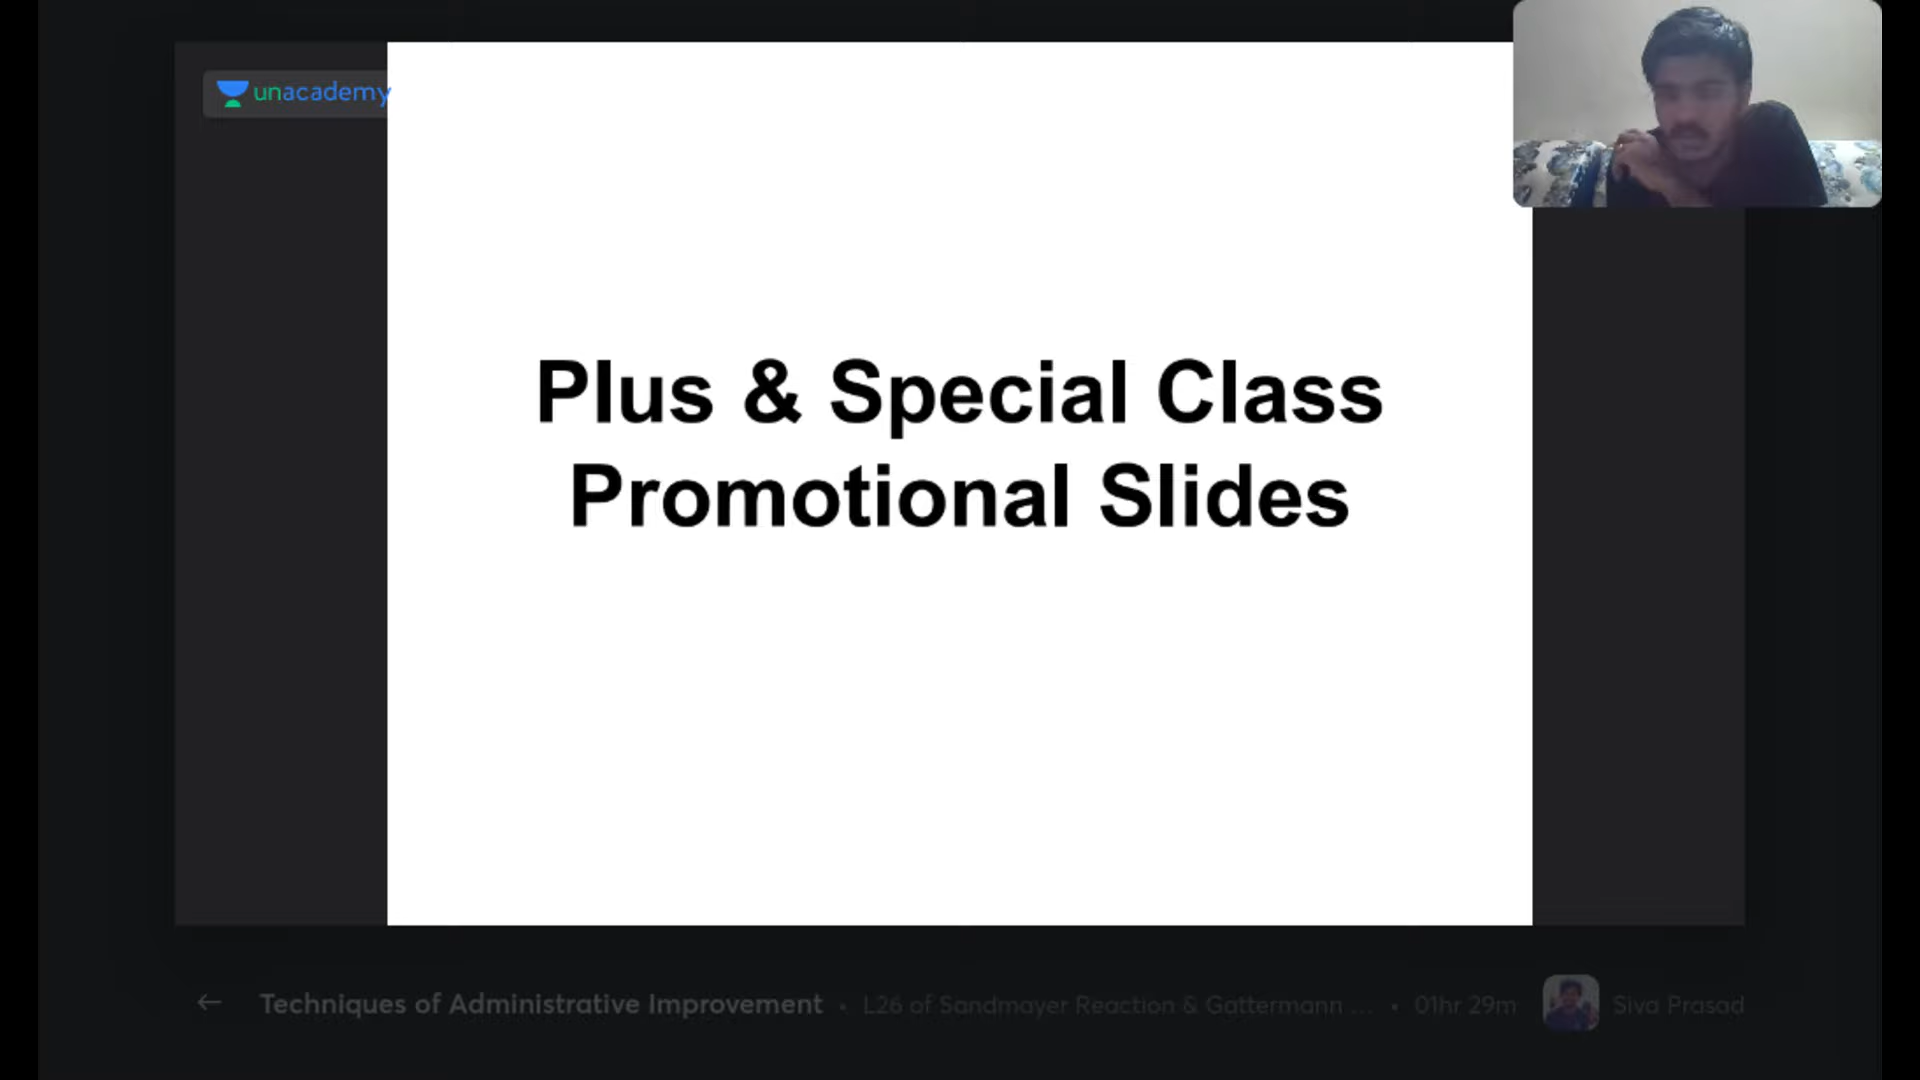 unacademy
Plus & Special Class
Promotional Slides
Techniques of Administrative Improvement • L26 of Sandmayer Reaction & Gattermann ... • 01hr 29m Siva Prasad